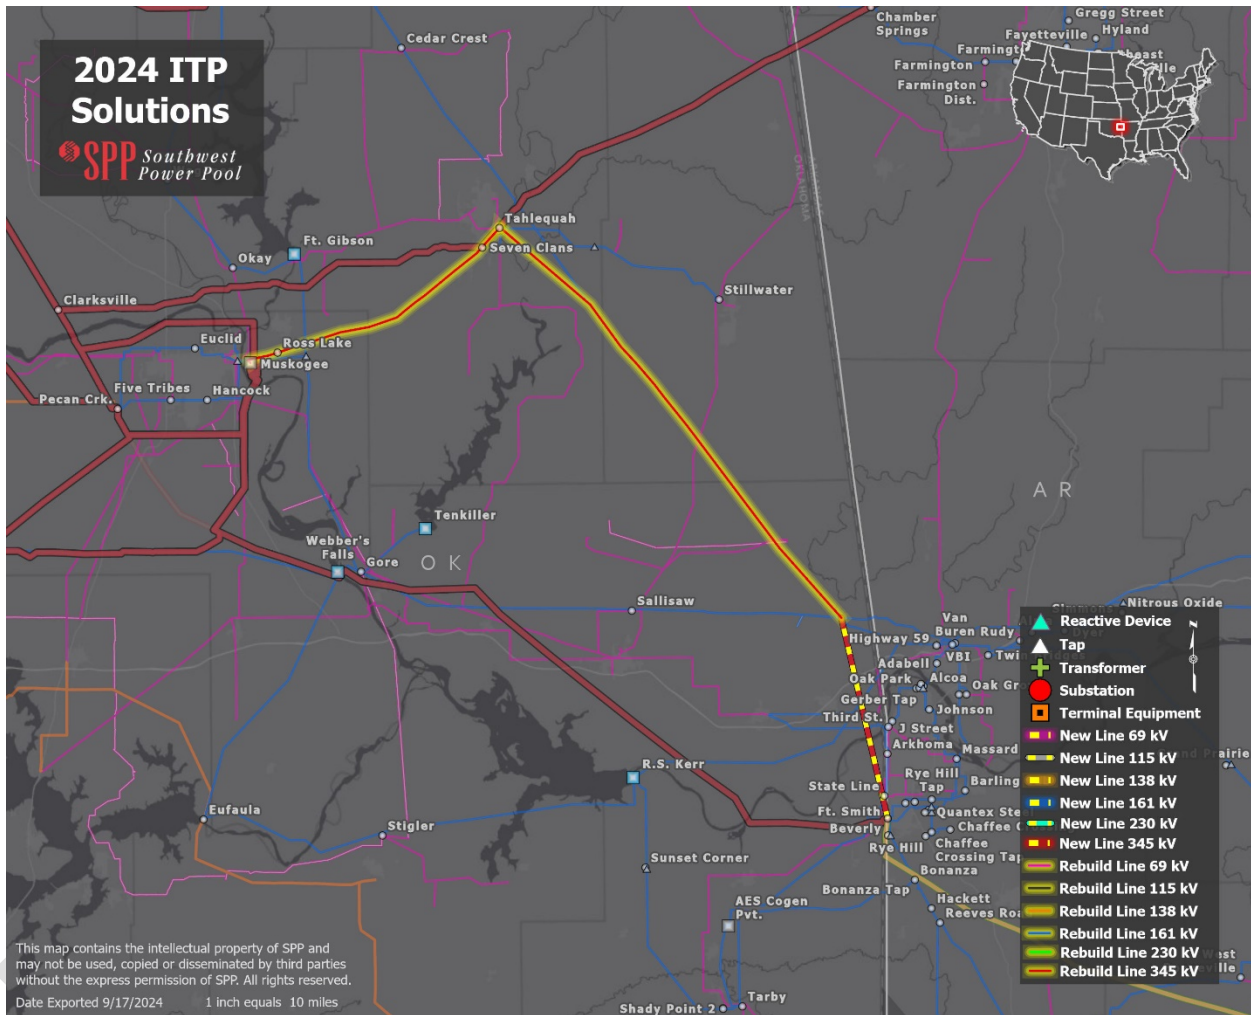 2024 ITP
Solutions
SPP Southwest
Power Pool
Cedar Crest
Chamber
Springs
Gregg Street
Fayetteville
Hyland
Farmington
Farmington
Dist.
OKLAHOMA
Tahlequah
Seven Clans
Ft. Gibson
Okay
Stillwater
Clarksville
Euclid
Ross Lake
Muskogee
Five Tribes
Hancock
Pecan Crk.
AR
Tenkiller
Webber's
Falls
Gore
OK
Sallisaw
Nitrous Oxide
Highway 59
Van
Buren
Rudy
Adabell
VBI
Oak Park
Alcoa
Gerber Tap
Johnson
Third St.
J Street
Arkhoma
Massard
R.S. Kerr
Rye Hill
Tap
State Line
Ft. Smith
Quantex
Beverly
Chaffee
Rye Hill
Chaffee
Crossing Tap
Eufaula
Stigler
Sunset Corner
Bonanza
Bonanza Tap
AES Cogen
Pvt.
Hackett
Reeves
Tarby
Shady Point 2
Reactive Device
Tap
Transformer
Substation
Terminal Equipment
New Line 69 kV
New Line 115 kV
New Line 138 kV
New Line 161 kV
New Line 230 kV
New Line 345 kV
Rebuild Line 69 kV
Rebuild Line 115 kV
Rebuild Line 138 kV
Rebuild Line 161 kV
Rebuild Line 230 kV
Rebuild Line 345 kV
N
This map contains the intellectual property of SPP and
may not be used, copied or disseminated by third parties
without the express permission of SPP. All rights reserved.
Date Exported 9/17/2024 1 inch equals 10 miles